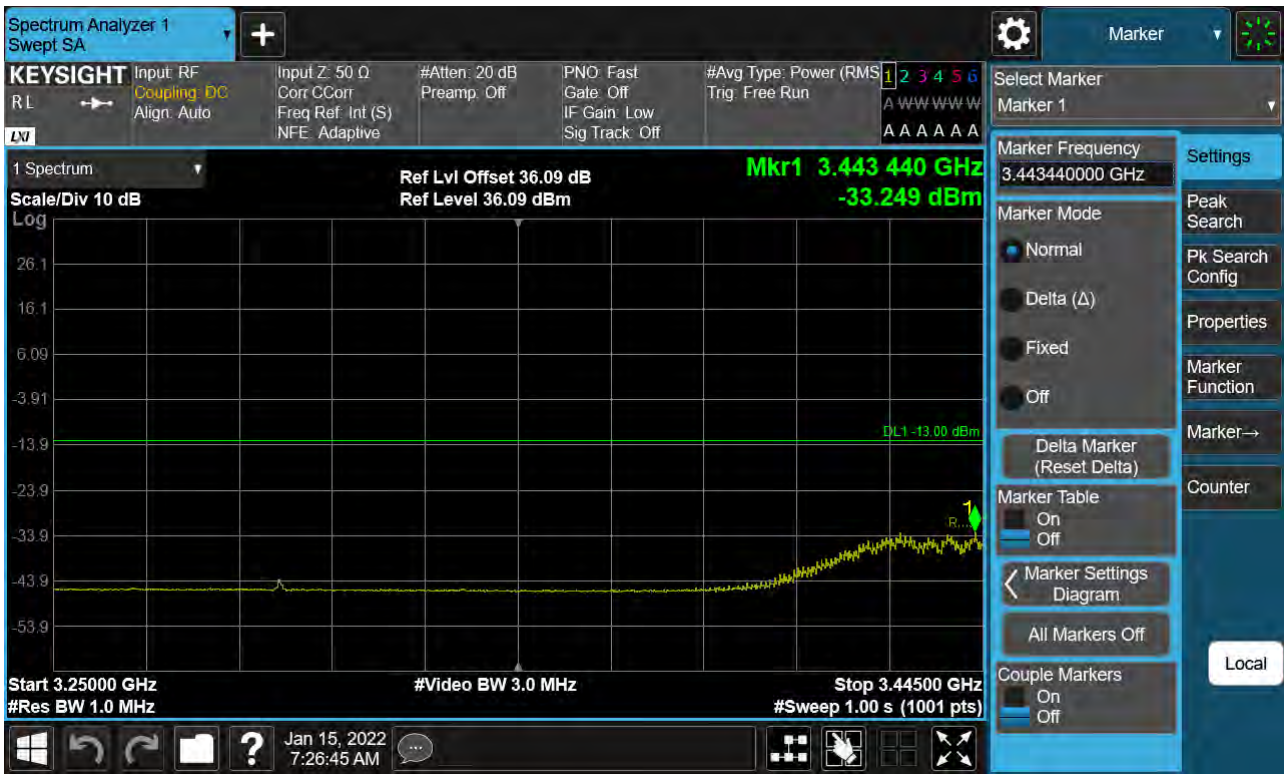 Spectrum Analyzer 1
Swept SA
+
Marker
KEYSIGHT
R L
LXI
Input: RF
Coupling: DC
Align: Auto
Input Z: 50 Ω
Corr CCorr
Freq Ref: Int (S)
NFE: Adaptive
#Atten: 20 dB
Preamp: Off
PNO: Fast
Gate: Off
IF Gain: Low
Sig Track: Off
#Avg Type: Power (RMS
Trig: Free Run
1 2 3 4 5 6
A W W W W W
A A A A A A
Select Marker
Marker 1
1 Spectrum
Scale/Div 10 dB
Ref Lvl Offset 36.09 dB
Ref Level 36.09 dBm
Mkr1 3.443 440 GHz
-33.249 dBm
Log
26.1
16.1
6.09
-3.91
-13.9
-23.9
-33.9
-43.9
-53.9
DL1 -13.00 dBm
1
R...
Start 3.25000 GHz
#Res BW 1.0 MHz
#Video BW 3.0 MHz
Stop 3.44500 GHz
#Sweep 1.00 s (1001 pts)
Marker Frequency
3.443440000 GHz
Marker Mode
Normal
Delta (Δ)
Fixed
Off
Delta Marker
(Reset Delta)
Marker Table
On
Off
Marker Settings
Diagram
All Markers Off
Couple Markers
On
Off
Settings
Peak
Search
Pk Search
Config
Properties
Marker
Function
Marker→
Counter
Local
?
Jan 15, 2022
7:26:45 AM